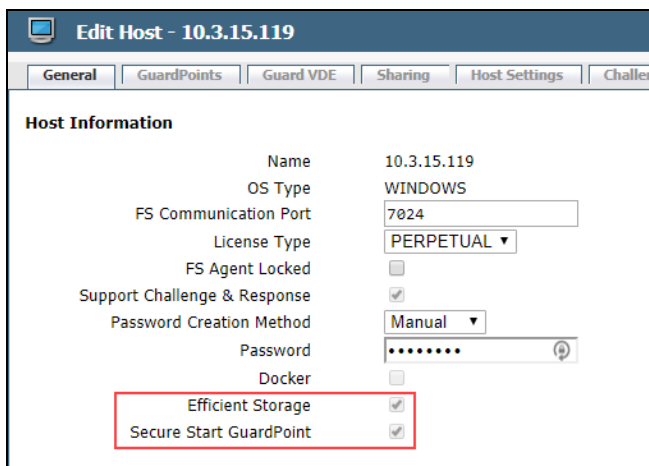 Edit Host - 10.3.15.119
General GuardPoints Guard VDE Sharing Host Settings Challe
Host Information
Name 10.3.15.119
OS Type WINDOWS
FS Communication Port 7024
License Type PERPETUAL
FS Agent Locked
Support Challenge & Response
Password Creation Method Manual
Password ••••••••
Docker
Efficient Storage
Secure Start GuardPoint